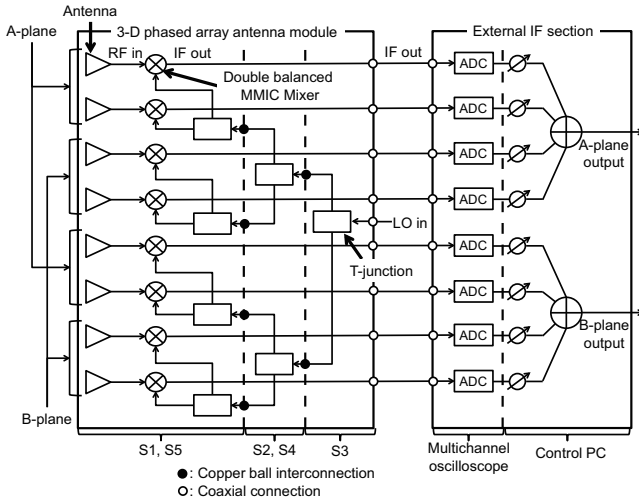 Antenna
A-plane
3-D phased array antenna module
External IF section
RF in
IF out
IF out
Double balanced
MMIC Mixer
ADC
ADC
ADC
ADC
A-plane
output
LO in
T-junction
ADC
ADC
ADC
ADC
B-plane
output
B-plane
S1, S5
S2, S4
S3
Multichannel
oscilloscope
Control PC
: Copper ball interconnection
: Coaxial connection